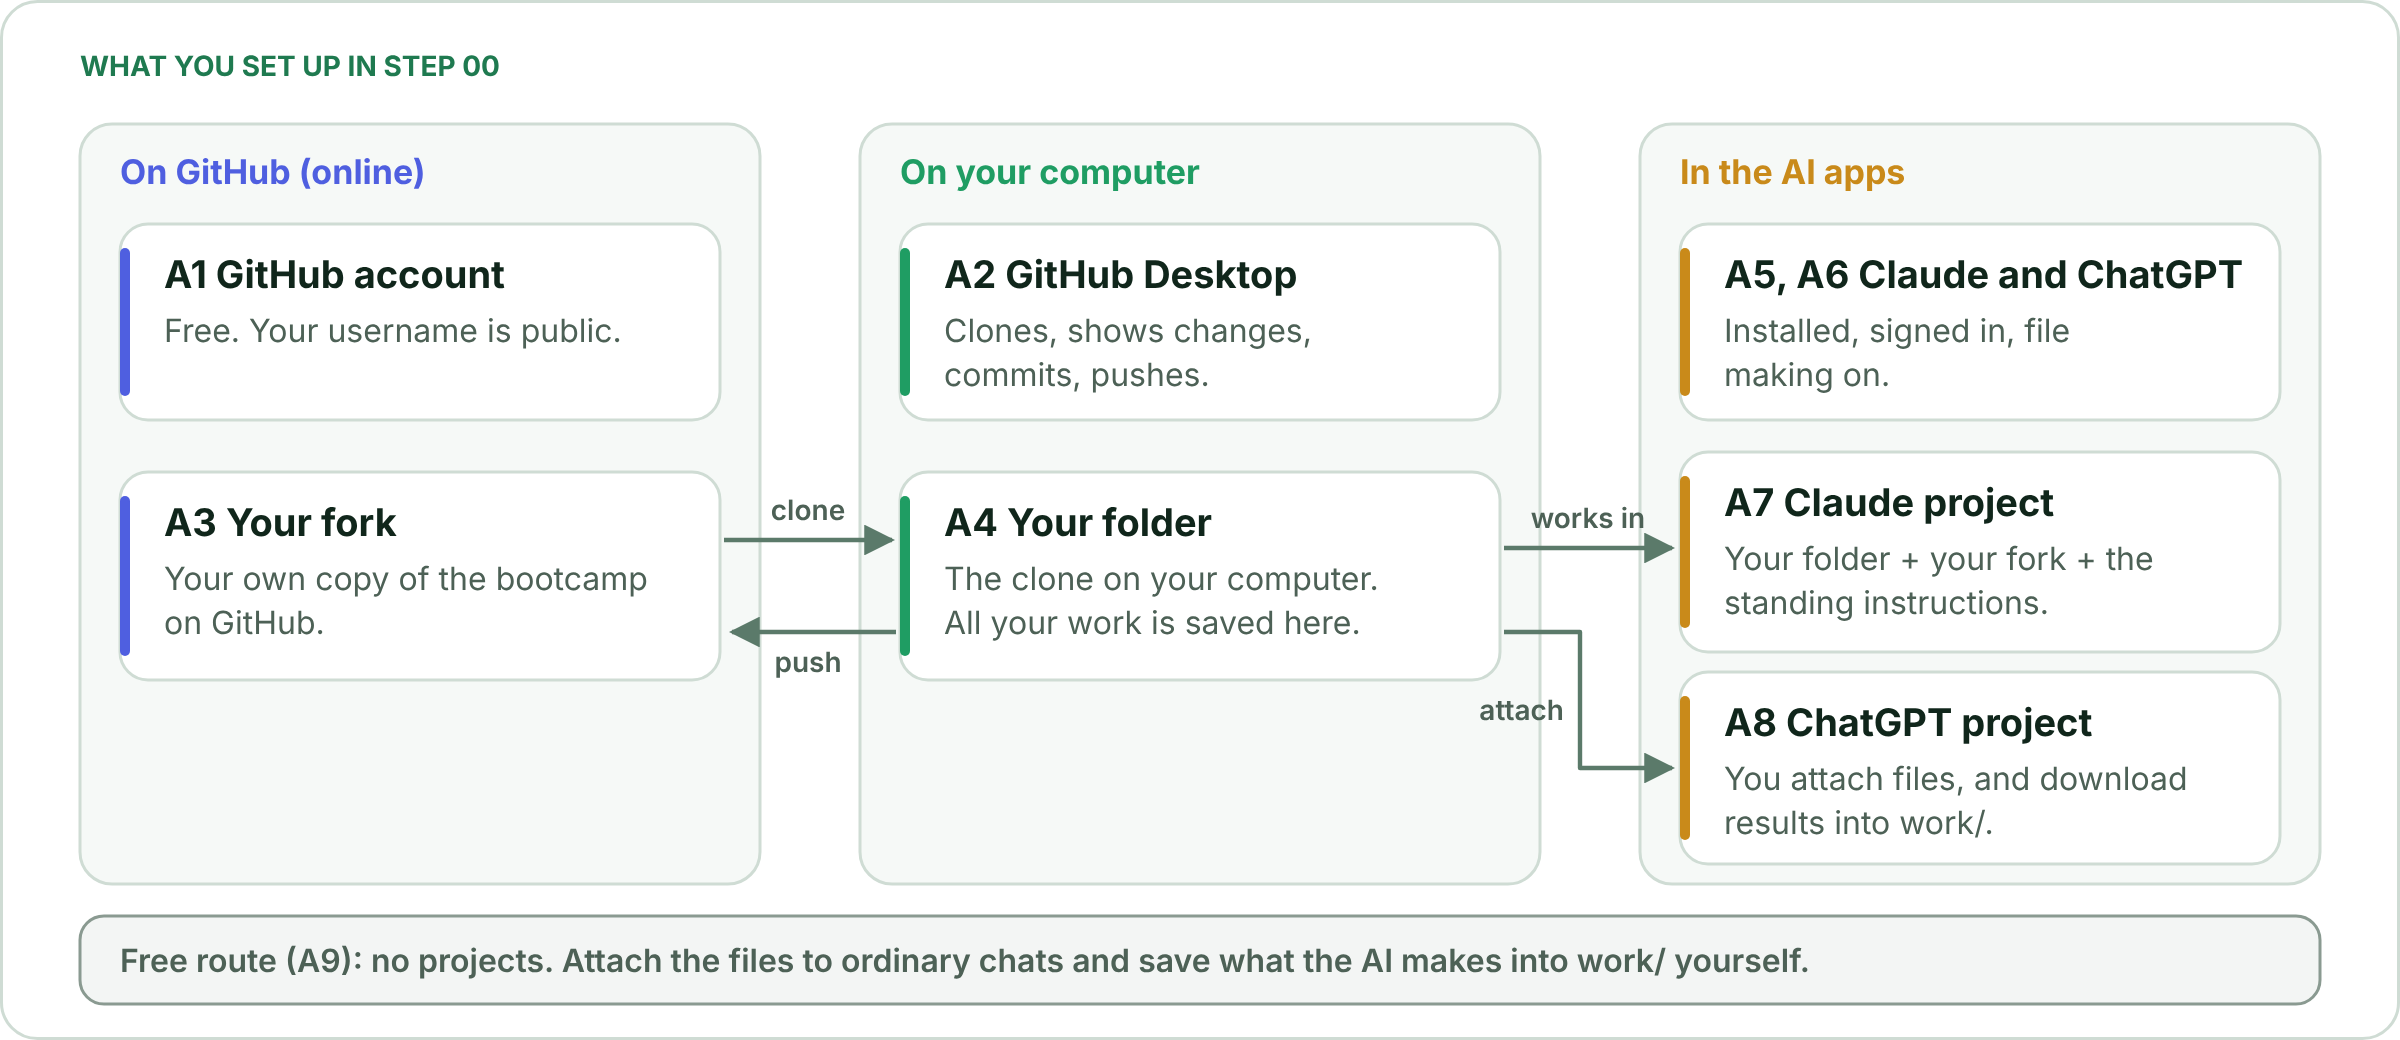 WHAT YOU SET UP IN STEP 00
On GitHub (online)
A1 GitHub account
Free. Your username is public.
A3 Your fork
Your own copy of the bootcamp
on GitHub.
clone
push
On your computer
A2 GitHub Desktop
Clones, shows changes,
commits, pushes.
A4 Your folder
The clone on your computer.
All your work is saved here.
works in
attach
In the AI apps
A5, A6 Claude and ChatGPT
Installed, signed in, file
making on.
A7 Claude project
Your folder + your fork + the
standing instructions.
A8 ChatGPT project
You attach files, and download
results into work/.
Free route (A9): no projects. Attach the files to ordinary chats and save what the AI makes into work/ yourself.